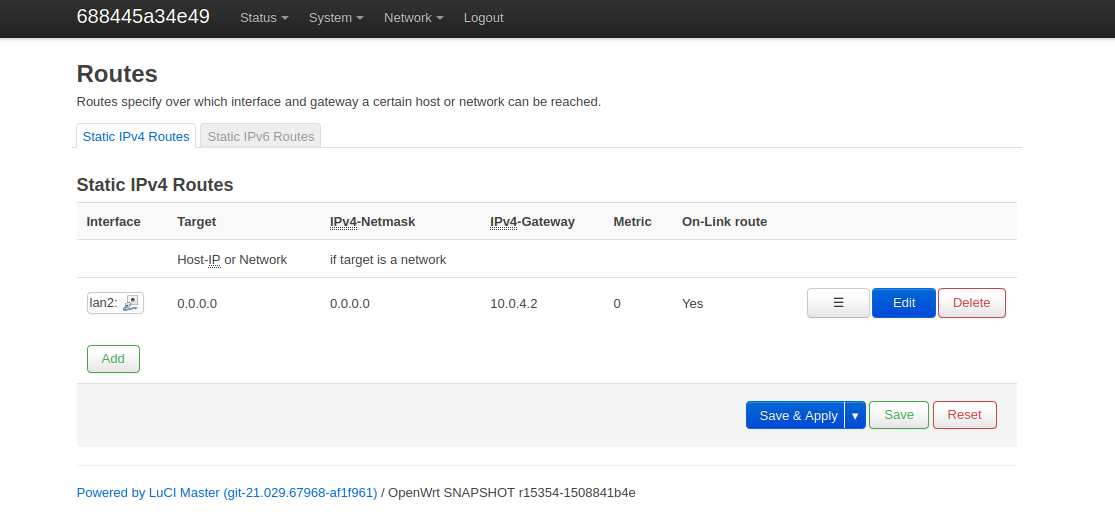 688445a34e49 Status System Network Logout
Routes
Routes specify over which interface and gateway a certain host or network can be reached.
Static IPv4 Routes Static IPv6 Routes
Static IPv4 Routes
Interface Target IPv4-Netmask IPv4-Gateway Metric On-Link route
Host-IP or Network if target is a network
lan2: 0.0.0.0 0.0.0.0 10.0.4.2 0 Yes ☰ Edit Delete
Add
Save & Apply ▾ Save Reset
Powered by LuCI Master (git-21.029.67968-af1f961) / OpenWrt SNAPSHOT r15354-1508841b4e